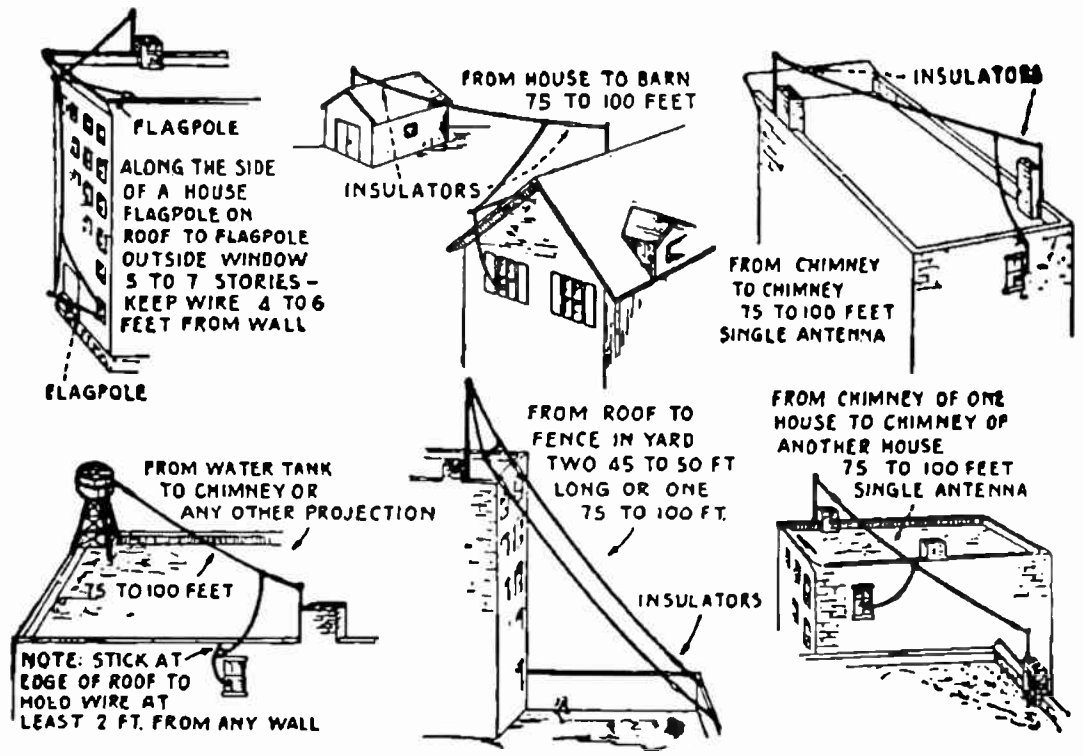 FLAGPOLE
ALONG THE SIDE
OF A HOUSE
FLAGPOLE ON
ROOF TO FLAGPOLE
OUTSIDE WINDOW
5 TO 7 STORIES -
KEEP WIRE 4 TO 6
FEET FROM WALL
FLAGPOLE
FROM HOUSE TO BARN
75 TO 100 FEET
INSULATORS
INSULATORS
FROM CHIMNEY
TO CHIMNEY
75 TO 100 FEET
SINGLE ANTENNA
FROM WATER TANK
TO CHIMNEY OR
ANY OTHER PROJECTION
75 TO 100 FEET
NOTE: STICK AT
EDGE OF ROOF TO
HOLD WIRE AT
LEAST 2 FT. FROM ANY WALL
FROM ROOF TO
FENCE IN YARD
TWO 45 TO 50 FT
LONG OR ONE
75 TO 100 FT.
INSULATORS
FROM CHIMNEY OF ONE
HOUSE TO CHIMNEY OF
ANOTHER HOUSE
75 TO 100 FEET
SINGLE ANTENNA